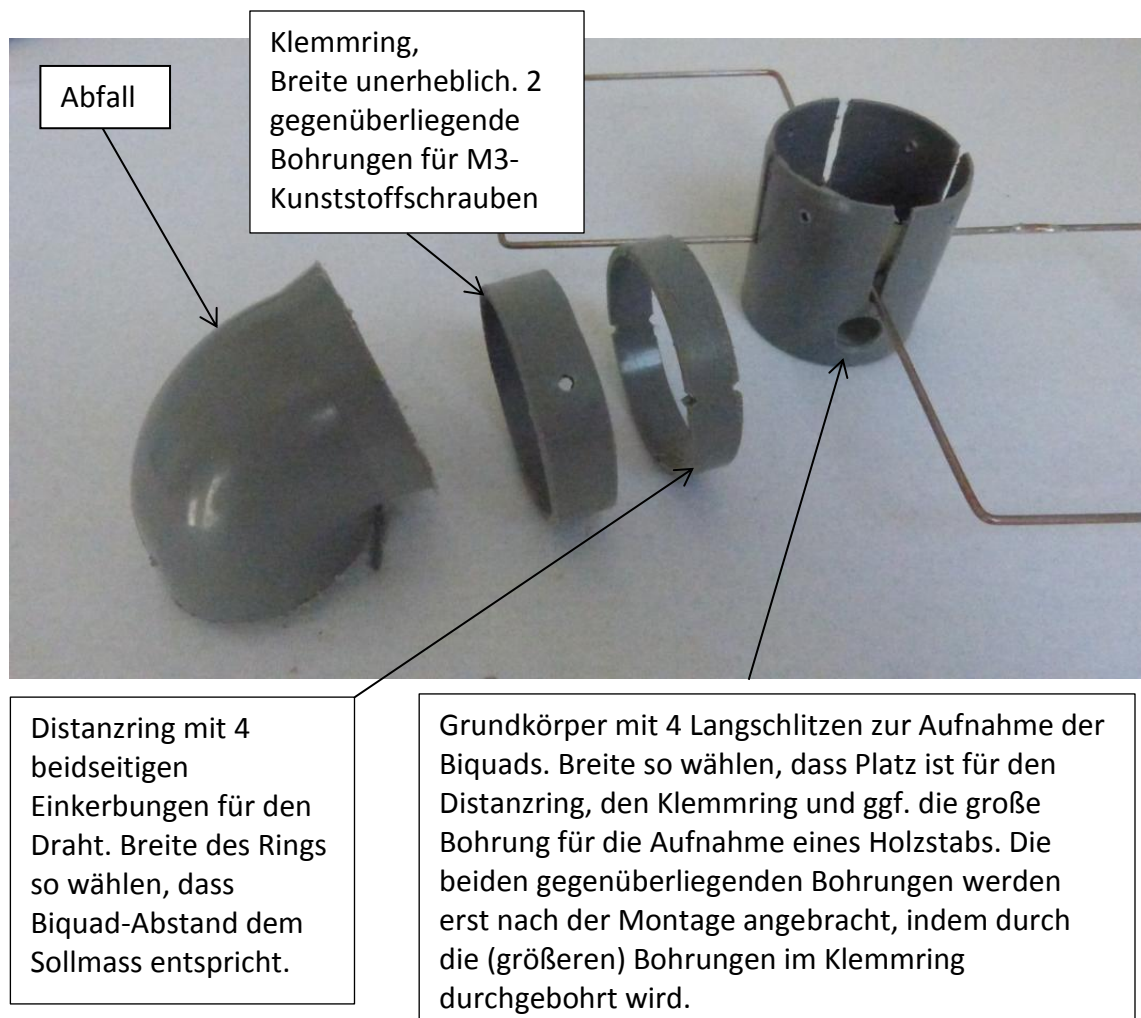 Abfall
Klemmring,
Breite unerheblich. 2
gegenüberliegende
Bohrungen für M3-
Kunststoffschrauben
Distanzring mit 4
beidseitigen
Einkerbungen für den
Draht. Breite des Rings
so wählen, dass
Biquad-Abstand dem
Sollmass entspricht.
Grundkörper mit 4 Langschlitzen zur Aufnahme der
Biquads. Breite so wählen, dass Platz ist für den
Distanzring, den Klemmring und ggf. die große
Bohrung für die Aufnahme eines Holzstabs. Die
beiden gegenüberliegenden Bohrungen werden
erst nach der Montage angebracht, indem durch
die (größeren) Bohrungen im Klemmring
durchgebohrt wird.